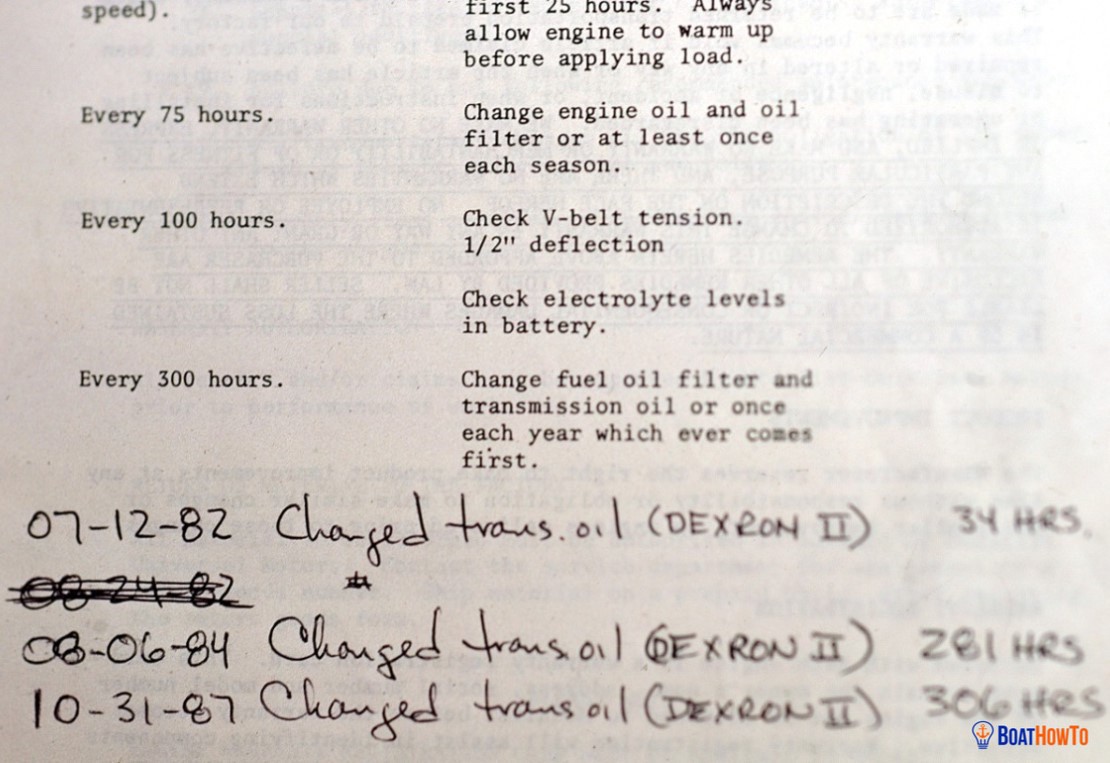 speed). first 25 hours. Always
allow engine to warm up
before applying load.
Every 75 hours. Change engine oil and oil
filter or at least once
each season.
Every 100 hours. Check V-belt tension.
1/2" deflection
Check electrolyte levels
in battery.
Every 300 hours. Change fuel oil filter and
transmission oil or once
each year which ever comes
first.
07-12-82 Changed trans. oil (DEXRON II) 34 HRS.
08-24-82 #
08-06-84 Changed trans. oil (DEXRON II) 281 HRS
10-31-87 Changed trans oil (DEXRON II) 306 HRS
BOATHOWTO